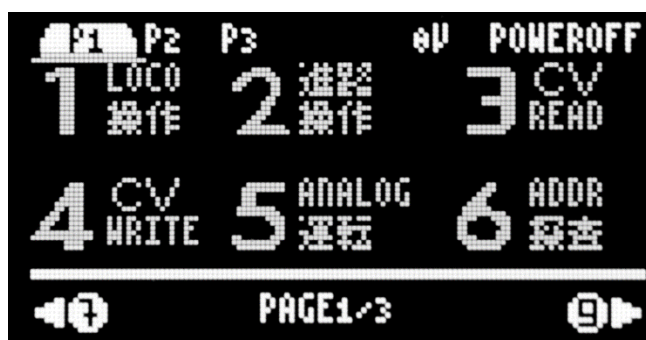 P1 P2 P3 0V POWEROFF
1 LOCO 操作 2 進路 操作 3 CV READ
4 CV WRITE 5 ANALOG 運転 6 ADDR 探査
7 PAGE1/3 9